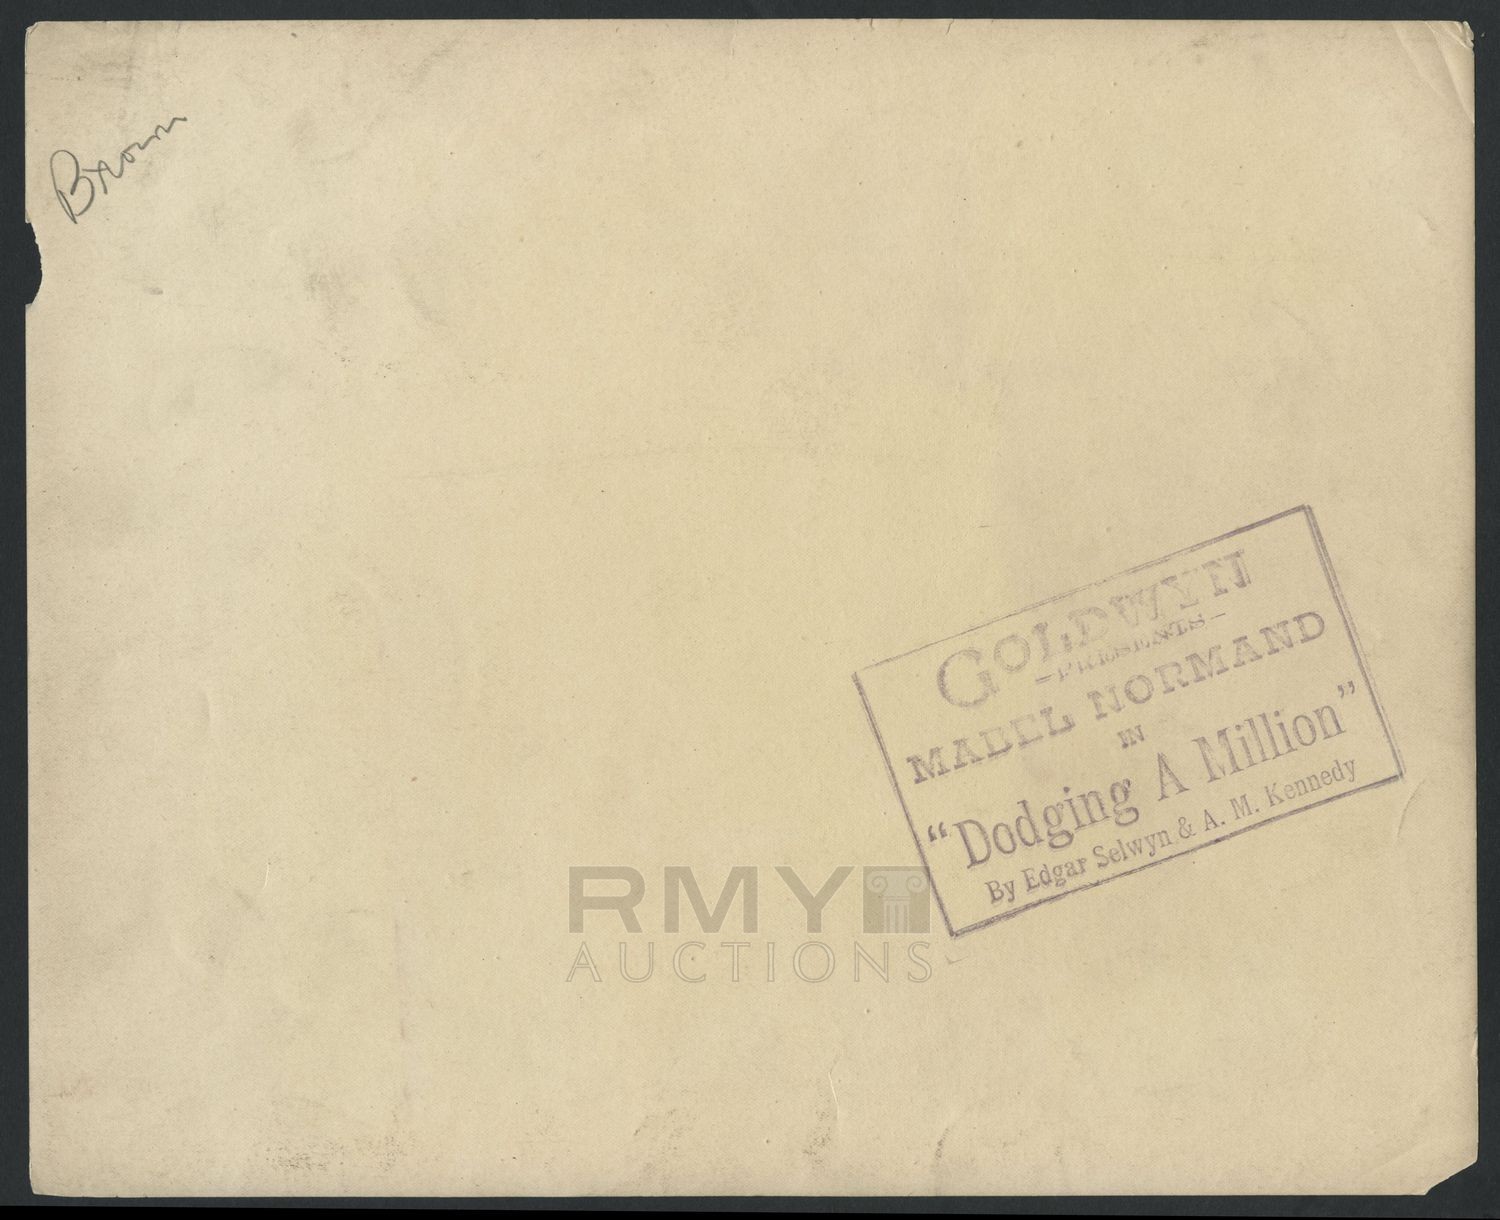 Brown
GOLDWYN
-PRESENTS-
MABEL NORMAND
IN
"Dodging A Million"
By Edgar Selwyn & A. M. Kennedy
RMY
AUCTIONS